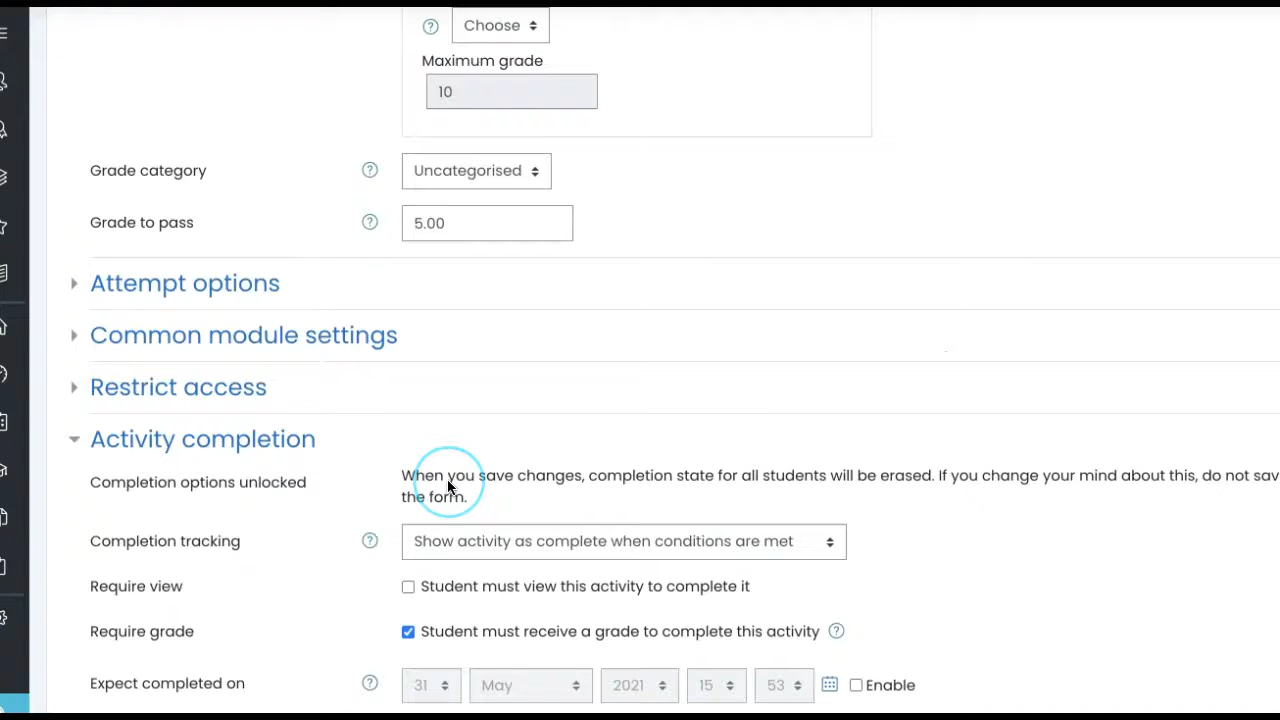 Choose
Maximum grade
10
Grade category Uncategorised
Grade to pass 5.00
Attempt options
Common module settings
Restrict access
Activity completion
Completion options unlocked When you save changes, completion state for all students will be erased. If you change your mind about this, do not sav
the form.
Completion tracking Show activity as complete when conditions are met
Require view Student must view this activity to complete it
Require grade Student must receive a grade to complete this activity
Expect completed on 31 May 2021 15 53 Enable